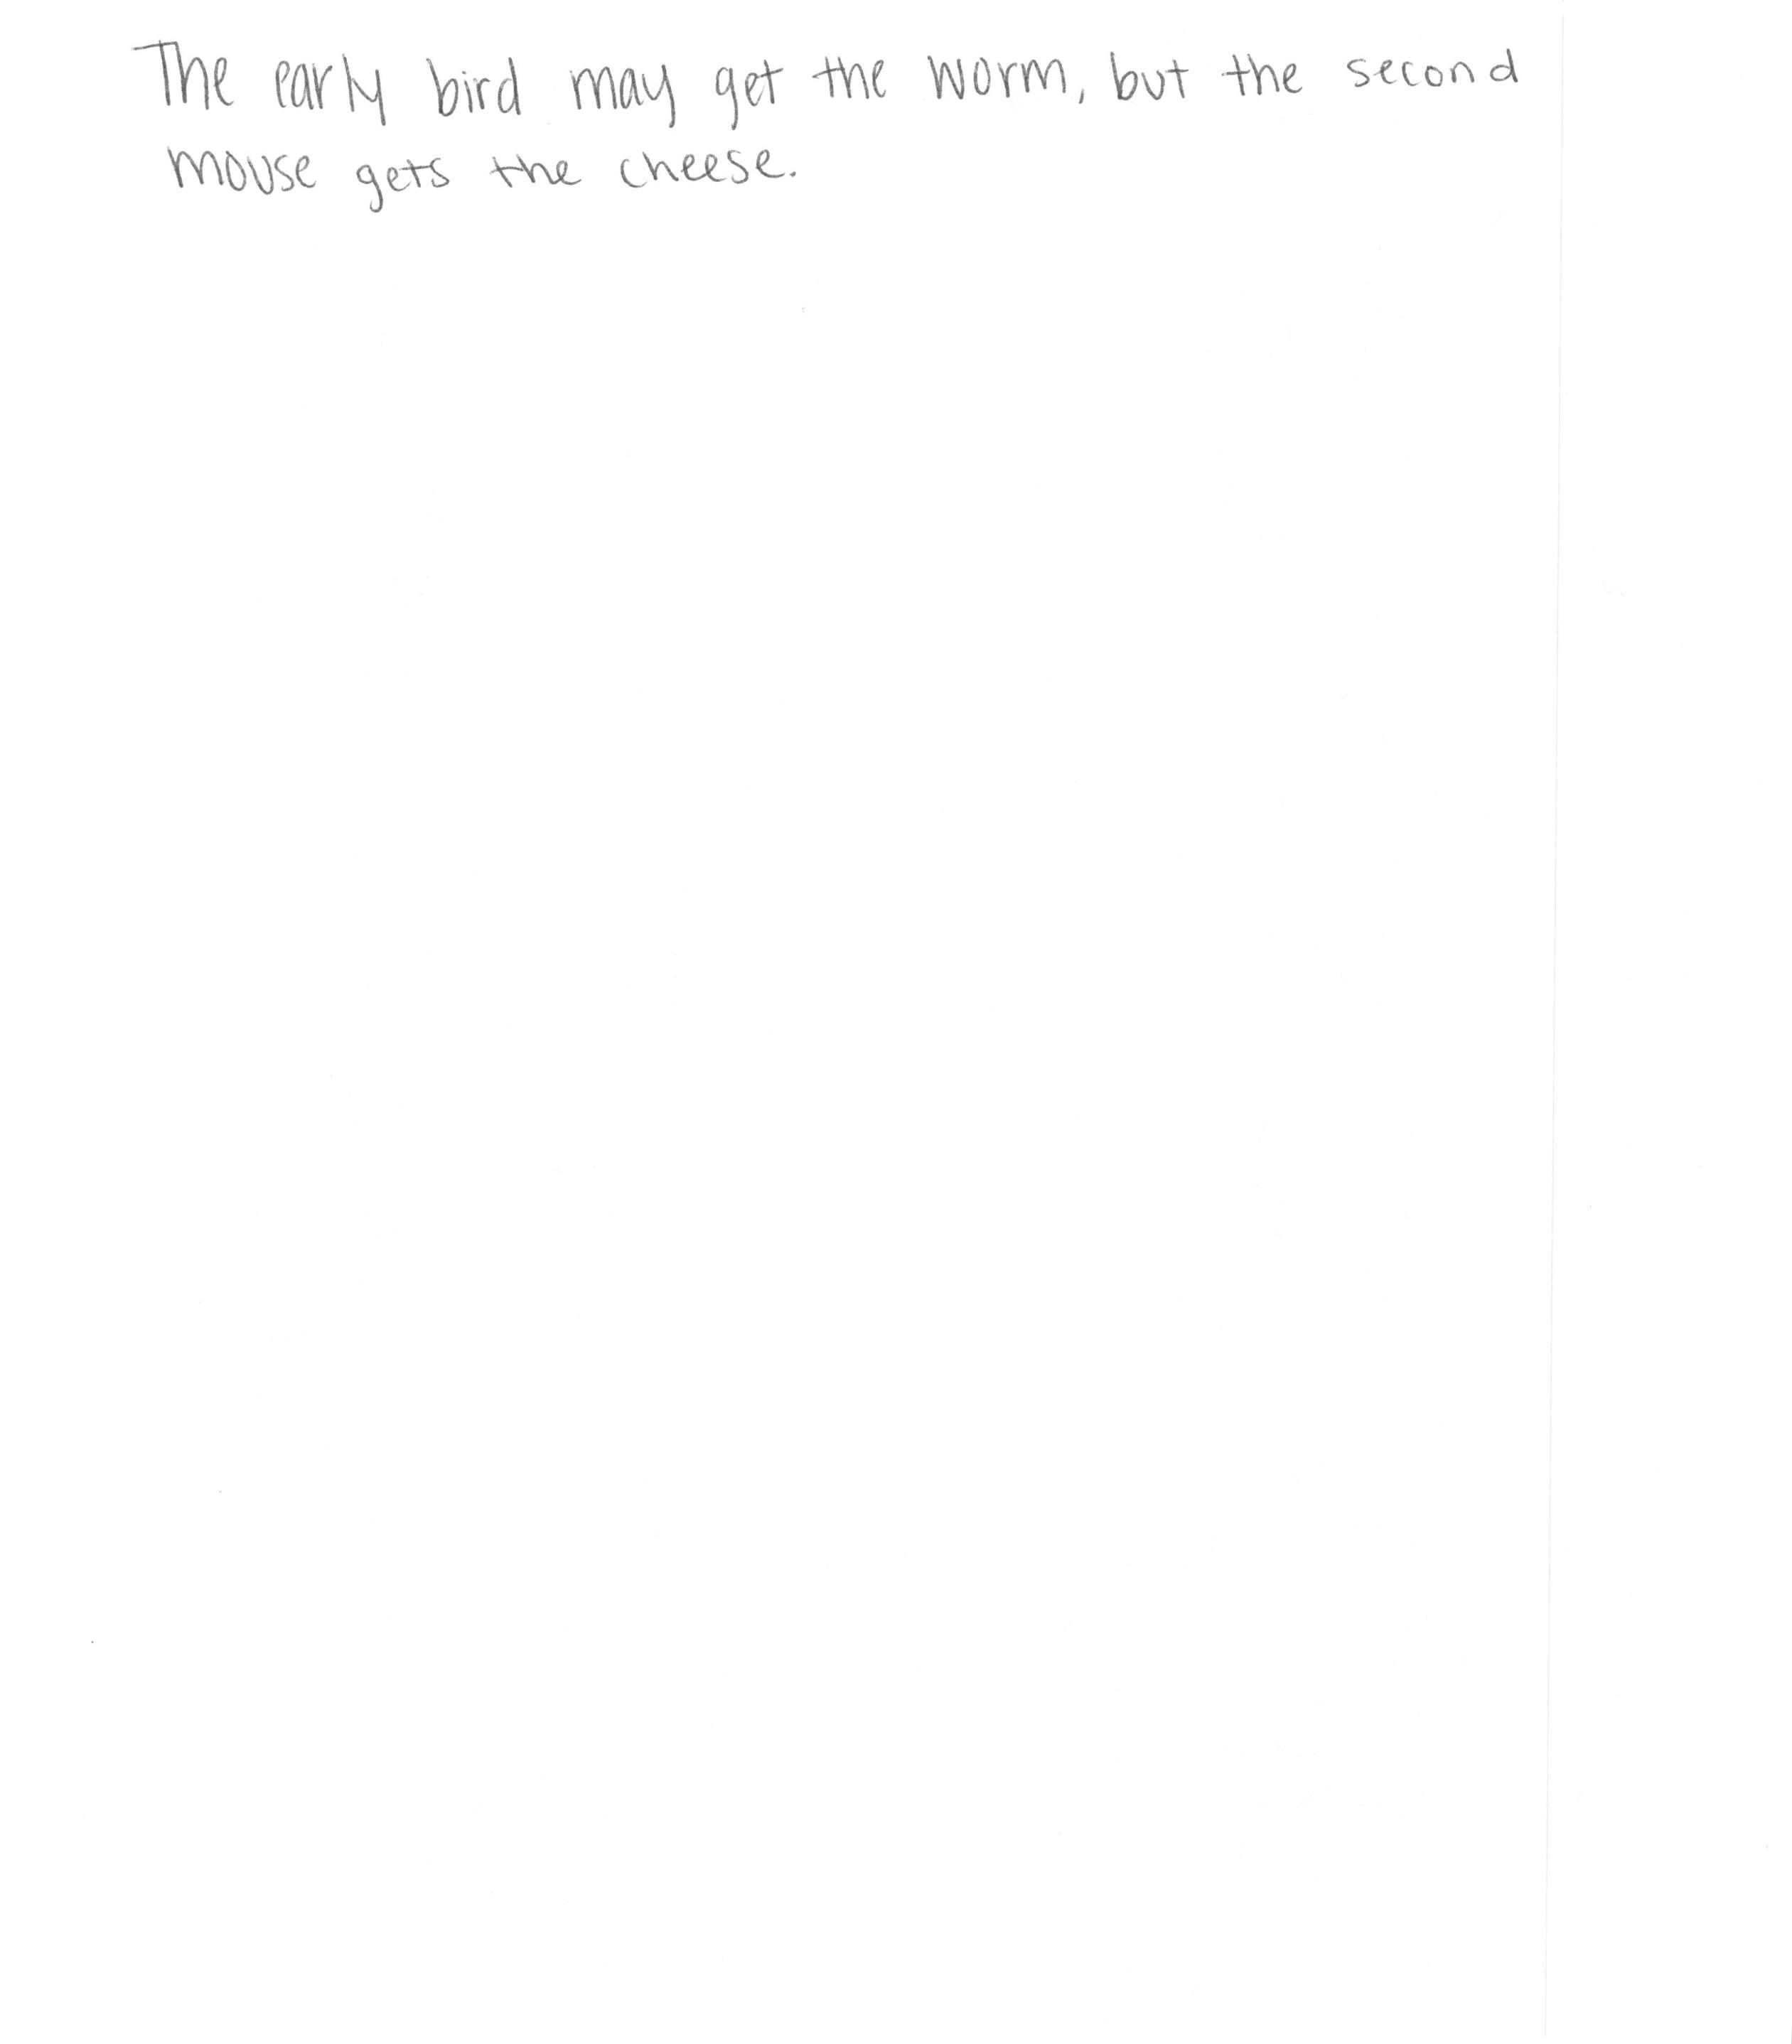 The early bird may get the worm, but the second
mouse gets the cheese.